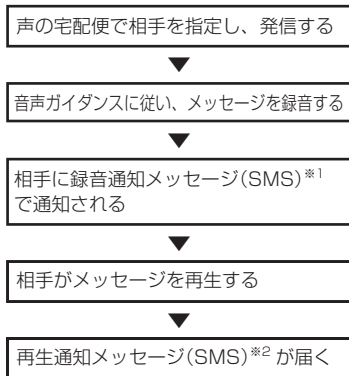 声の宅配便で相手を指定し、発信する
▼
音声ガイダンスに従い、メッセージを録音する
▼
相手に録音通知メッセージ(SMS)※1
で通知される
▼
相手がメッセージを再生する
▼
再生通知メッセージ(SMS)※2 が届く